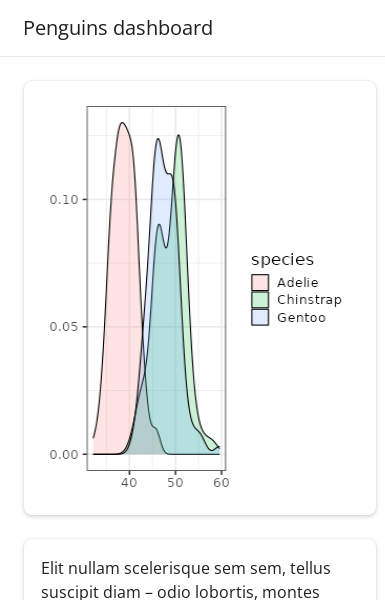 Penguins dashboard
0.10
0.05
0.00
40 50 60
species
Adelie
Chinstrap
Gentoo
Elit nullam scelerisque sem sem, tellus
suscipit diam – odio lobortis, montes